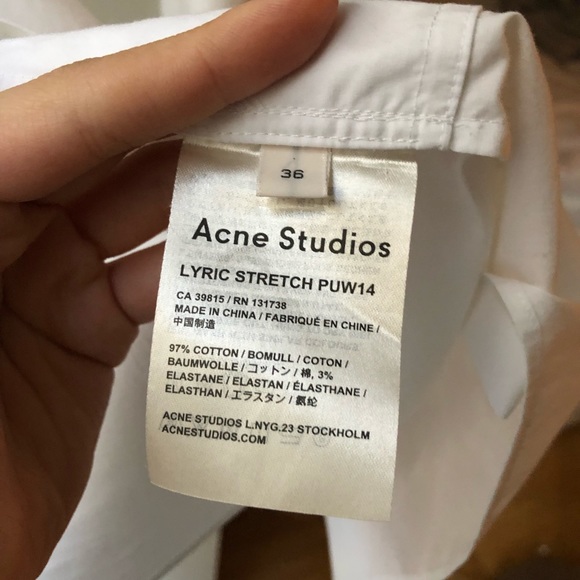 36
Acne Studios
LYRIC STRETCH PUW14
CA 39815 / RN 131738
MADE IN CHINA / FABRIQUÉ EN CHINE /
中国制造
97% COTTON / BOMULL / COTON /
BAUMWOLLE / コットン / 棉, 3%
ELASTANE / ELASTAN / ÉLASTHANE /
ELASTHAN / エラスタン / 氨纶
ACNE STUDIOS L.NYG.23 STOCKHOLM
ACNESTUDIOS.COM